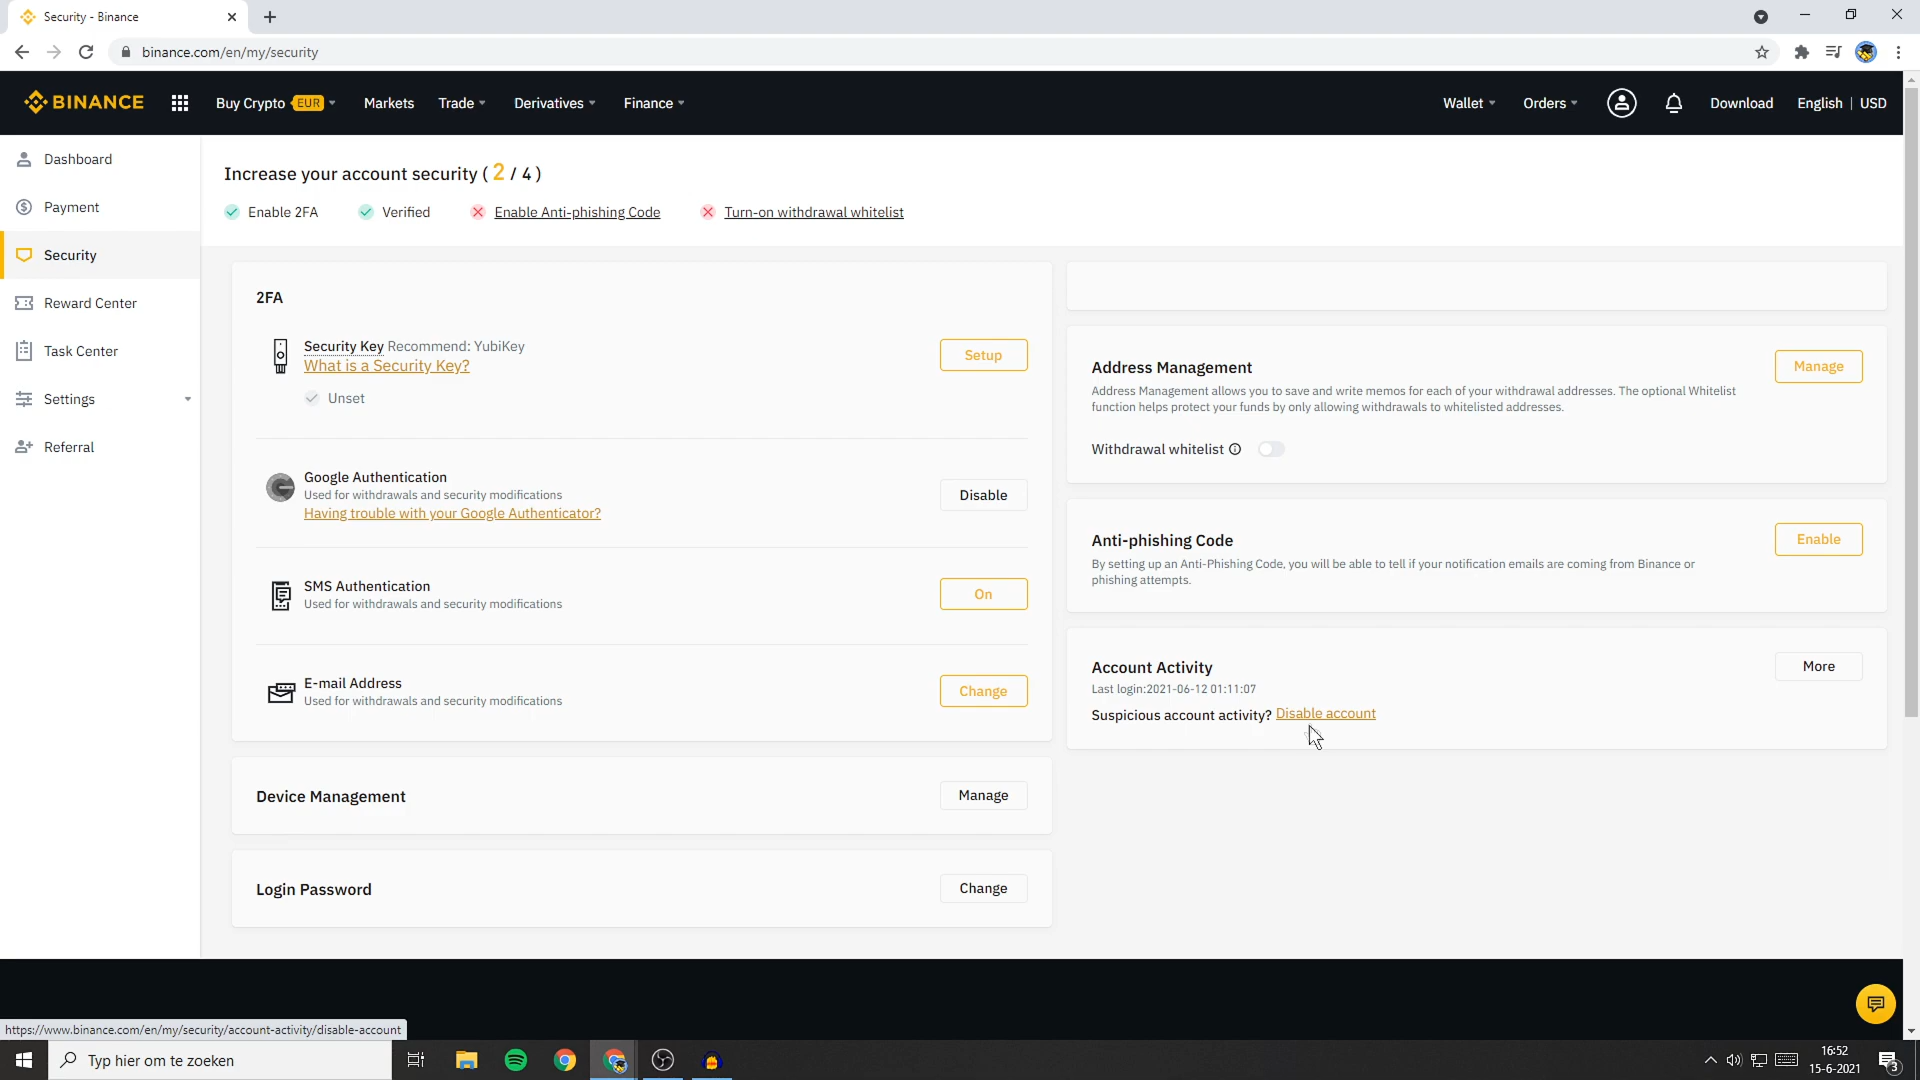 Security - Binance
binance.com/en/my/security
BINANCE
Buy Crypto EUR
Markets
Trade
Derivatives
Finance
Wallet
Orders
Download
English | USD
Dashboard
Payment
Security
Reward Center
Task Center
Settings
Referral
Increase your account security ( 2 / 4 )
Enable 2FA
Verified
Enable Anti-phishing Code
Turn-on withdrawal whitelist
2FA
Security Key Recommend: YubiKey
What is a Security Key?
Unset
Setup
Google Authentication
Used for withdrawals and security modifications
Having trouble with your Google Authenticator?
Disable
SMS Authentication
Used for withdrawals and security modifications
On
E-mail Address
Used for withdrawals and security modifications
Change
Device Management
Manage
Login Password
Change
Address Management
Address Management allows you to save and write memos for each of your withdrawal addresses. The optional Whitelist
function helps protect your funds by only allowing withdrawals to whitelisted addresses.
Manage
Withdrawal whitelist
Anti-phishing Code
By setting up an Anti-Phishing Code, you will be able to tell if your notification emails are coming from Binance or
phishing attempts.
Enable
Account Activity
Last login:2021-06-12 01:11:07
Suspicious account activity? Disable account
More
https://www.binance.com/en/my/security/account-activity/disable-account
Typ hier om te zoeken
16:52
15-6-2021
3